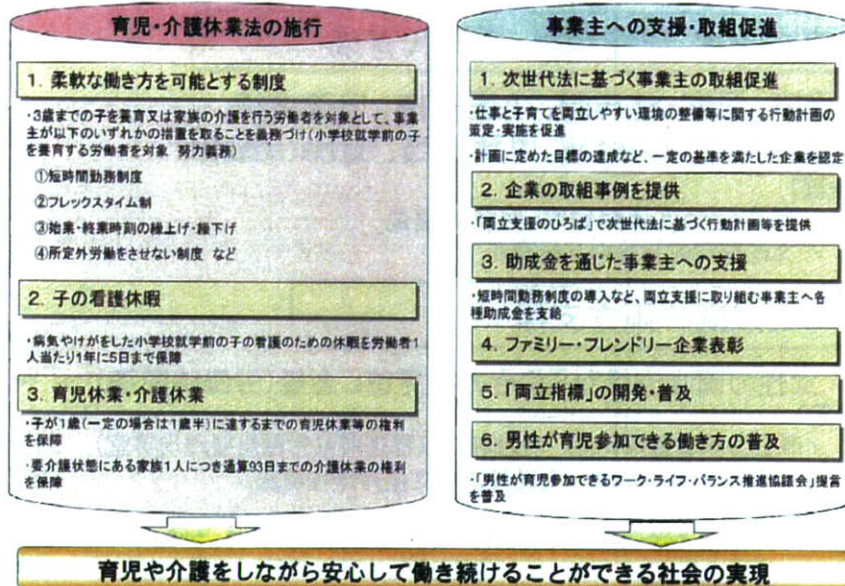 育児・介護休業法の施行
1. 柔軟な働き方を可能とする制度
・3歳までの子を養育又は家族の介護を行う労働者を対象として、事業
主が以下のいずれかの措置を取ることを義務づけ(小学校就学前の子
を養育する労働者を対象 努力義務)
①短時間勤務制度
②フレックスタイム制
③始業・終業時刻の繰上げ・繰下げ
④所定外労働をさせない制度 など
2. 子の看護休暇
・病気やけがをした小学校就学前の子の看護のための休暇を労働者1
人当たり1年に5日まで保障
3. 育児休業・介護休業
・子が1歳(一定の場合は1歳半)に達するまでの育児休業等の権利
を保障
・要介護状態にある家族1人につき通算93日までの介護休業の権利
を保障
事業主への支援・取組促進
1. 次世代法に基づく事業主の取組促進
・仕事と子育てを両立しやすい環境の整備等に関する行動計画の
策定・実施を促進
・計画に定めた目標の達成など、一定の基準を満たした企業を認定
2. 企業の取組事例を提供
・「両立支援のひろば」で次世代法に基づく行動計画等を提供
3. 助成金を通じた事業主への支援
・短時間勤務制度の導入など、両立支援に取り組む事業主へ各
種助成金を支給
4. ファミリー・フレンドリー企業表彰
5. 「両立指標」の開発・普及
6. 男性が育児参加できる働き方の普及
・「男性が育児参加できるワーク・ライフ・バランス推進協議会」提言
を普及
育児や介護をしながら安心して働き続けることができる社会の実現